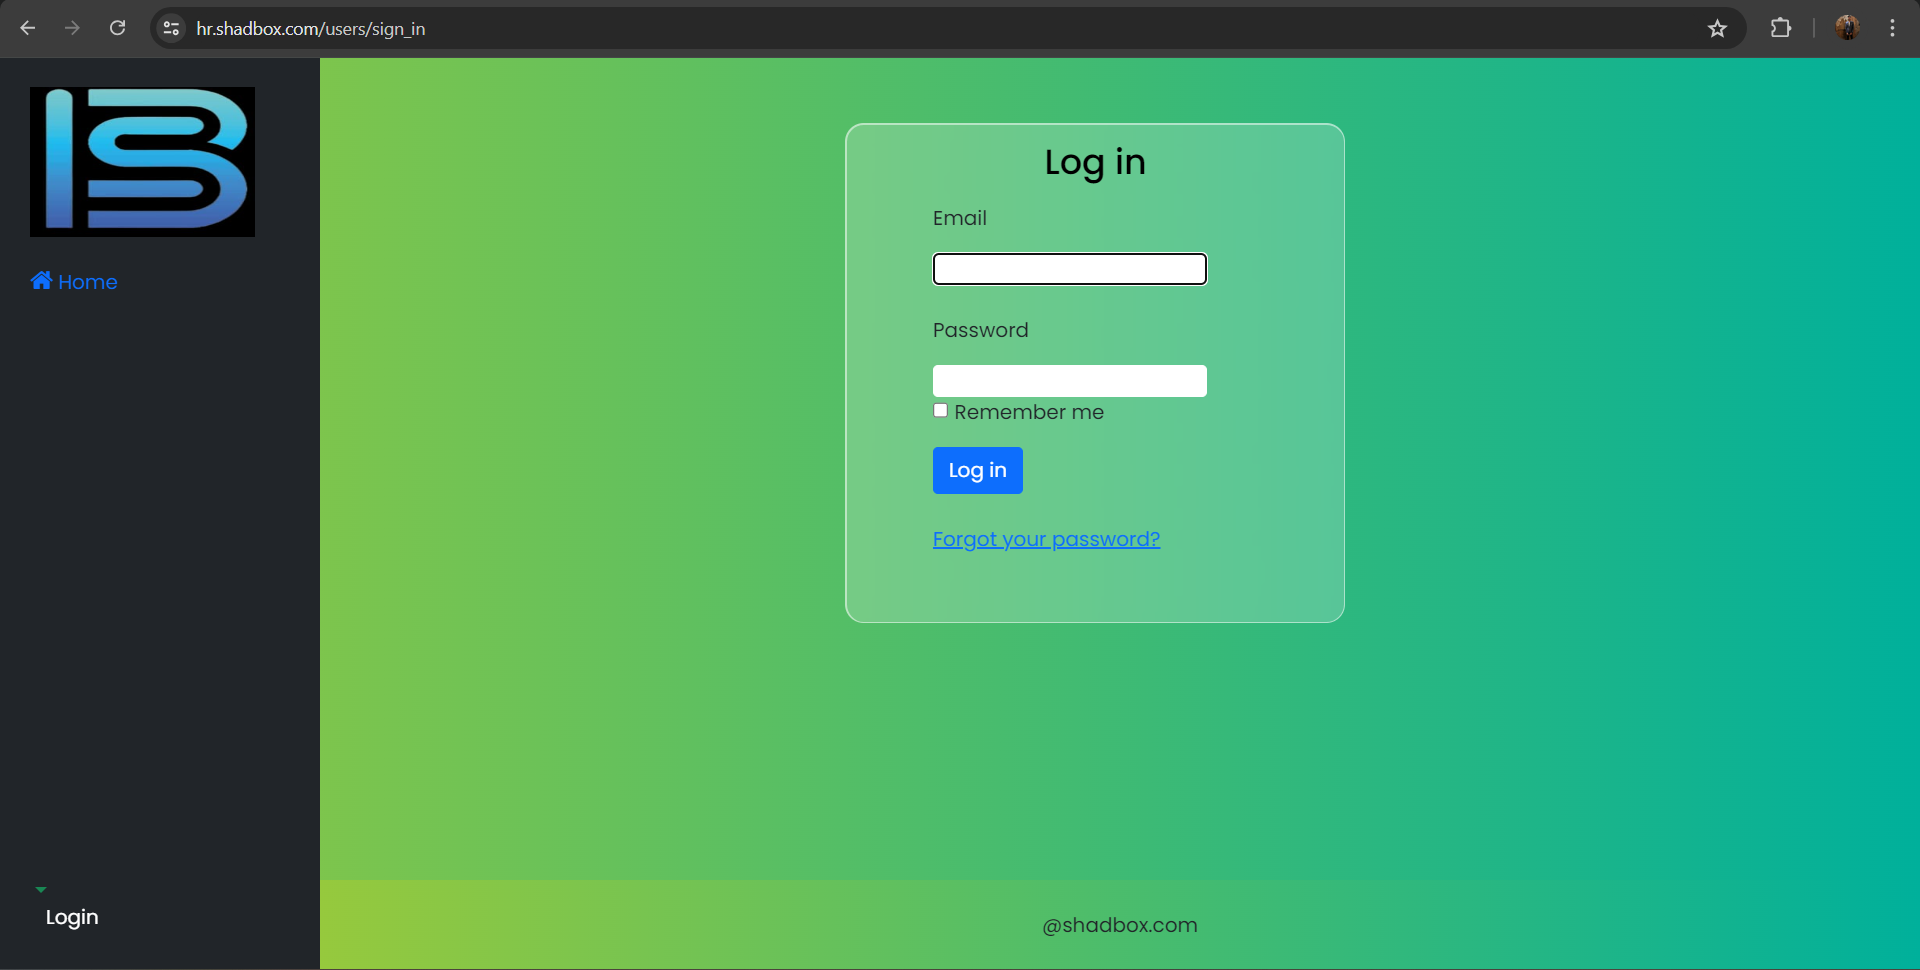 hr.shadbox.com/users/sign_in
Home
Log in
Email
Password
Remember me
Log in
Forgot your password?
Login
@shadbox.com